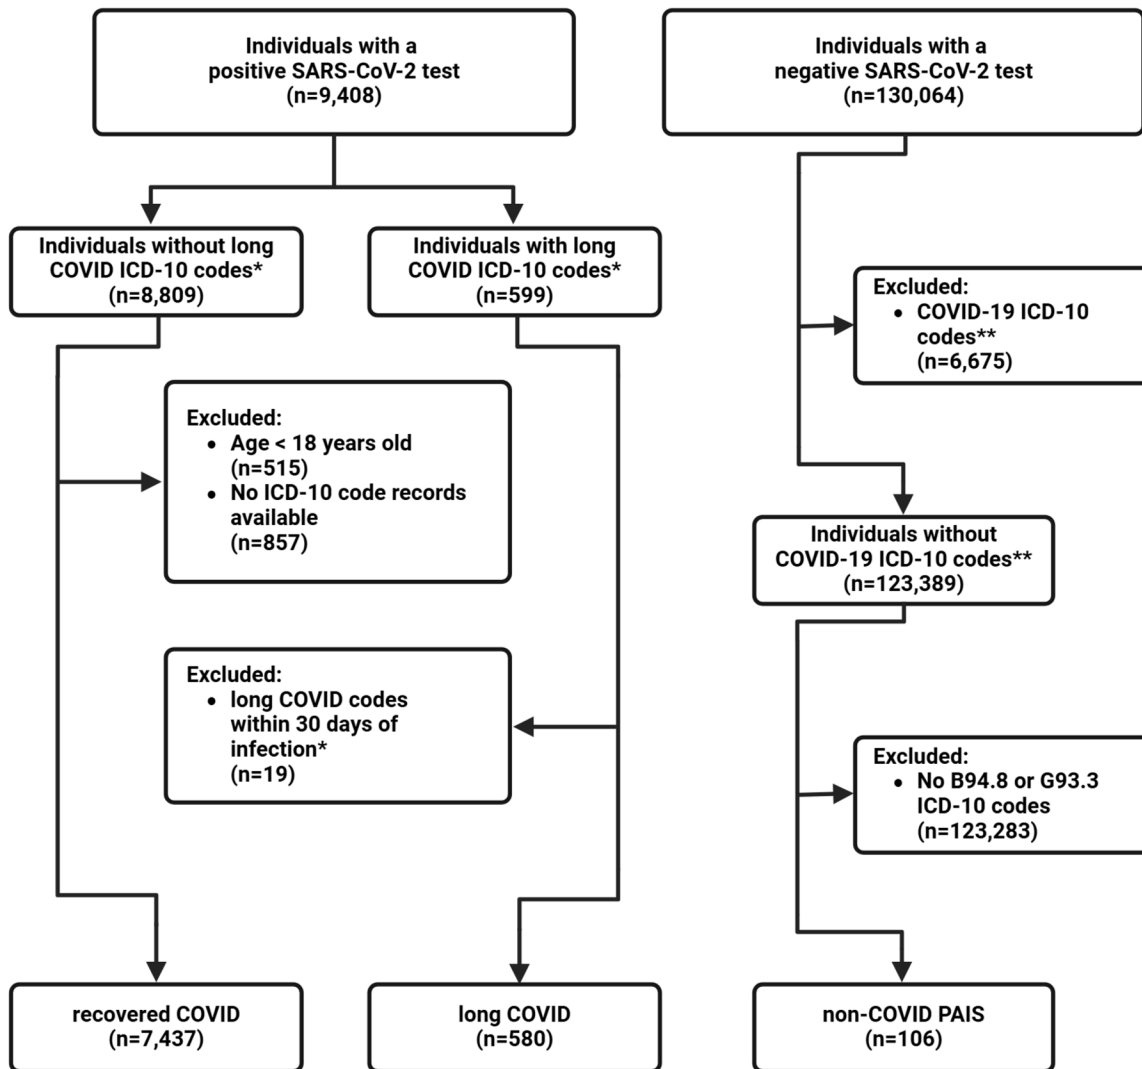 Individuals with a
positive SARS-CoV-2 test
(n=9,408)
Individuals with a
negative SARS-CoV-2 test
(n=130,064)
Individuals without long
COVID ICD-10 codes*
(n=8,809)
Individuals with long
COVID ICD-10 codes*
(n=599)
Excluded:
• COVID-19 ICD-10
codes**
(n=6,675)
Excluded:
• Age < 18 years old
(n=515)
• No ICD-10 code records
available
(n=857)
Individuals without
COVID-19 ICD-10 codes**
(n=123,389)
Excluded:
• long COVID codes
within 30 days of
infection*
(n=19)
Excluded:
• No B94.8 or G93.3
ICD-10 codes
(n=123,283)
recovered COVID
(n=7,437)
long COVID
(n=580)
non-COVID PAIS
(n=106)